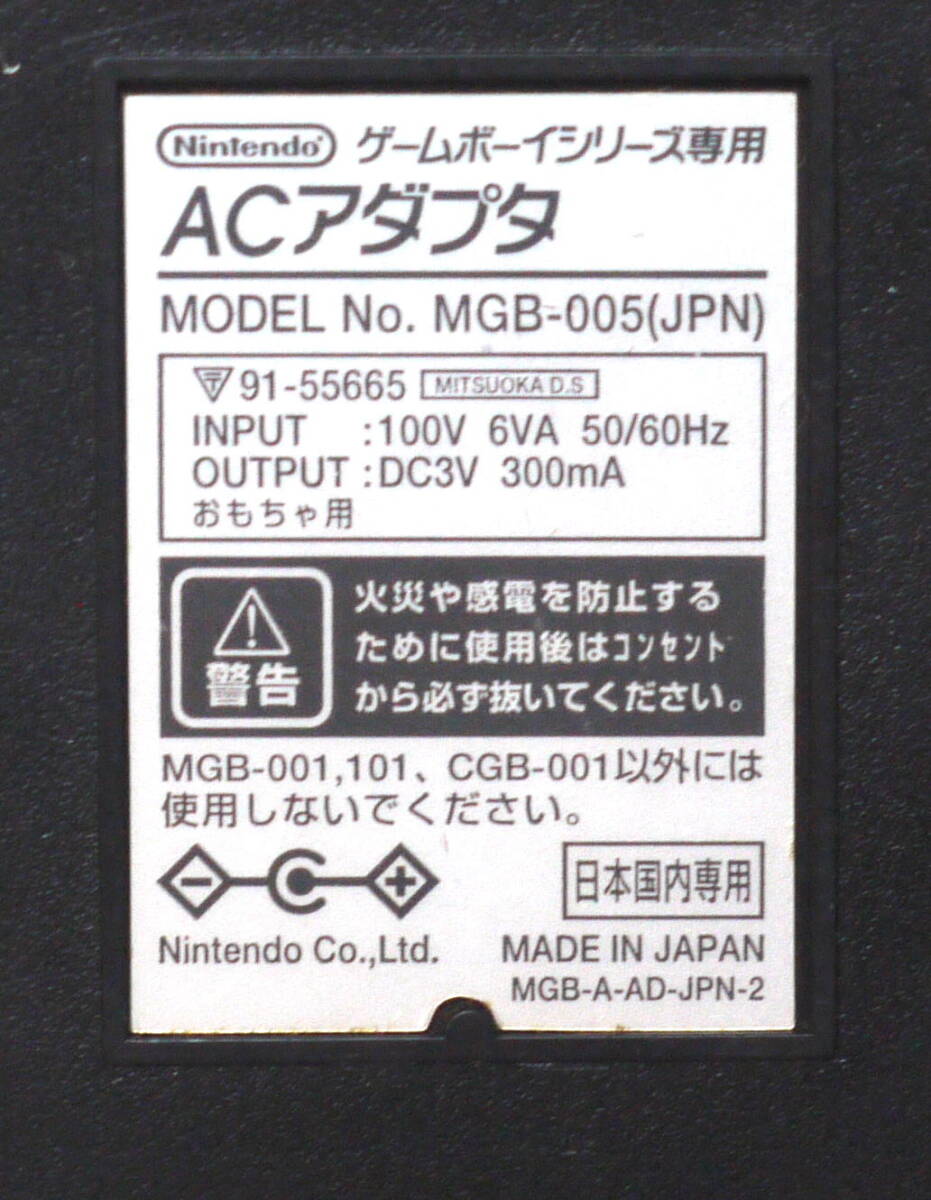 Nintendo® ゲームボーイシリーズ専用
ACアダプタ
MODEL No. MGB-005(JPN)
〒 91-55665 MITSUOKA D.S
INPUT :100V 6VA 50/60Hz
OUTPUT :DC3V 300mA
おもちゃ用
火災や感電を防止する
ために使用後はコンセント
から必ず抜いてください。
警告
MGB-001,101、CGB-001以外には
使用しないでください。
日本国内専用
Nintendo Co.,Ltd. MADE IN JAPAN
MGB-A-AD-JPN-2